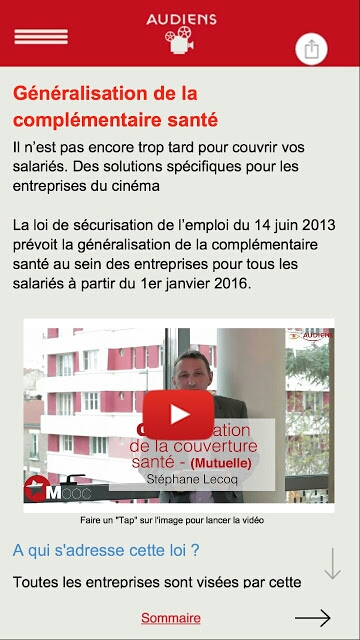 AUDIENS
Généralisation de la
complémentaire santé
Il n'est pas encore trop tard pour couvrir vos
salariés. Des solutions spécifiques pour les
entreprises du cinéma
La loi de sécurisation de l'emploi du 14 juin 2013
prévoit la généralisation de la complémentaire
santé au sein des entreprises pour tous les
salariés à partir du 1er janvier 2016.
AUDIENS
de la couverture
santé - (Mutuelle)
Stéphane Lecoq
Mooc
Faire un "Tap" sur l'image pour lancer la vidéo
A qui s'adresse cette loi ?
Toutes les entreprises sont visées par cette
Sommaire